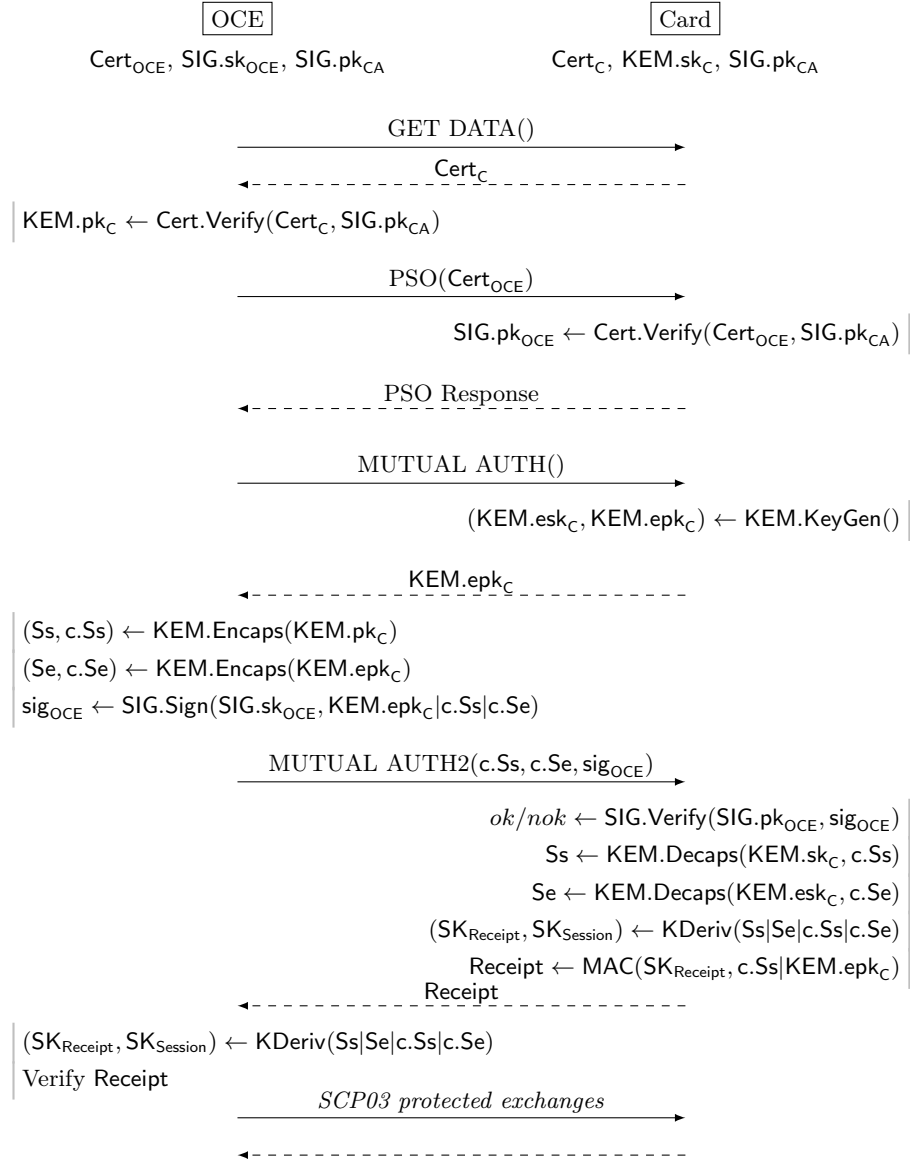 OCE Card
Cert_OCE, SIG.sk_OCE, SIG.pk_CA Cert_C, KEM.sk_C, SIG.pk_CA
GET DATA()
Cert_C
KEM.pk_C ← Cert.Verify(Cert_C, SIG.pk_CA)
PSO(Cert_OCE)
SIG.pk_OCE ← Cert.Verify(Cert_OCE, SIG.pk_CA)
PSO Response
MUTUAL AUTH()
(KEM.esk_C, KEM.epk_C) ← KEM.KeyGen()
KEM.epk_C
(Ss, c.Ss) ← KEM.Encaps(KEM.pk_C)
(Se, c.Se) ← KEM.Encaps(KEM.epk_C)
sig_OCE ← SIG.Sign(SIG.sk_OCE, KEM.epk_C|c.Ss|c.Se)
MUTUAL AUTH2(c.Ss, c.Se, sig_OCE)
ok/nok ← SIG.Verify(SIG.pk_OCE, sig_OCE)
Ss ← KEM.Decaps(KEM.sk_C, c.Ss)
Se ← KEM.Decaps(KEM.esk_C, c.Se)
(SK_Receipt, SK_Session) ← KDeriv(Ss|Se|c.Ss|c.Se)
Receipt ← MAC(SK_Receipt, c.Ss|KEM.epk_C)
Receipt
(SK_Receipt, SK_Session) ← KDeriv(Ss|Se|c.Ss|c.Se)
Verify Receipt
SCP03 protected exchanges